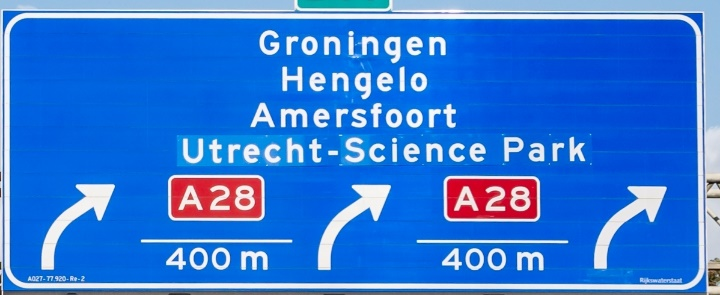 Groningen
Hengelo
Amersfoort
Utrecht-Science Park
A28 A28
400 m 400 m
A027-77.920-Re-2 Rijkswaterstaat